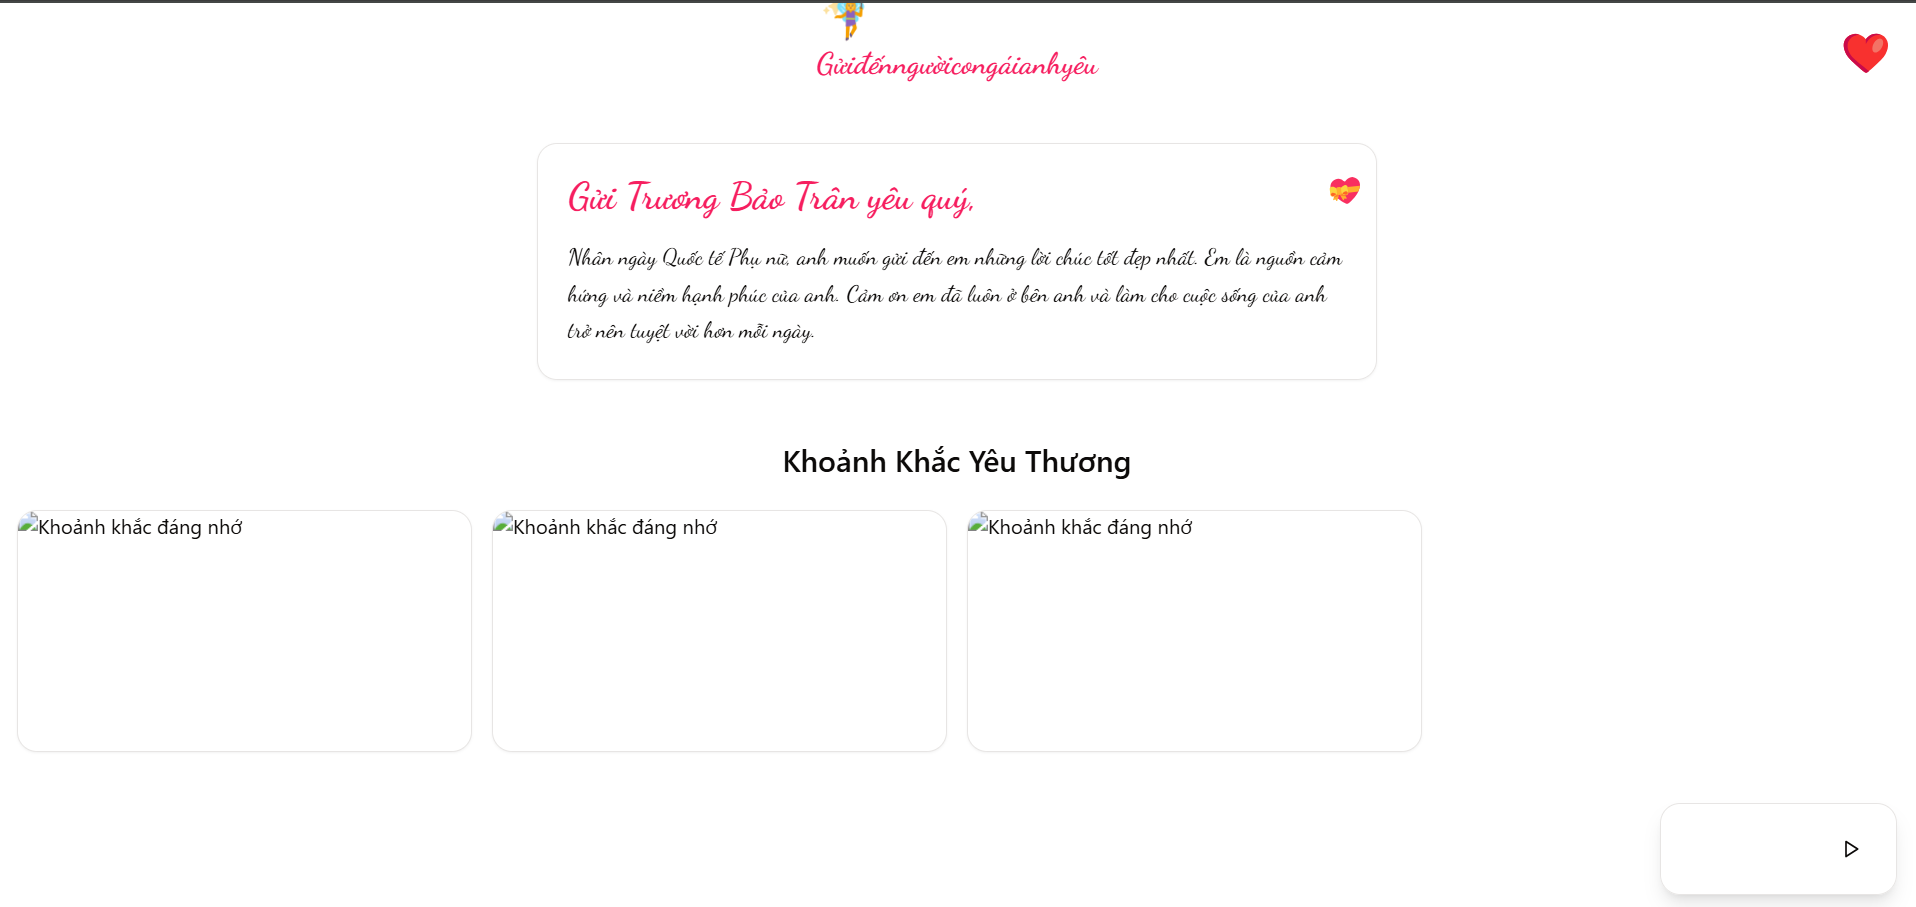 Gửiđếnngườicongáianhyêu
Gửi Trương Bảo Trân yêu quý,
Nhân ngày Quốc tế Phụ nữ, anh muốn gửi đến em những lời chúc tốt đẹp nhất. Em là nguồn cảm
hứng và niềm hạnh phúc của anh. Cảm ơn em đã luôn ở bên anh và làm cho cuộc sống của anh
trở nên tuyệt vời hơn mỗi ngày.
Khoảnh Khắc Yêu Thương
Khoảnh khắc đáng nhớ
Khoảnh khắc đáng nhớ
Khoảnh khắc đáng nhớ